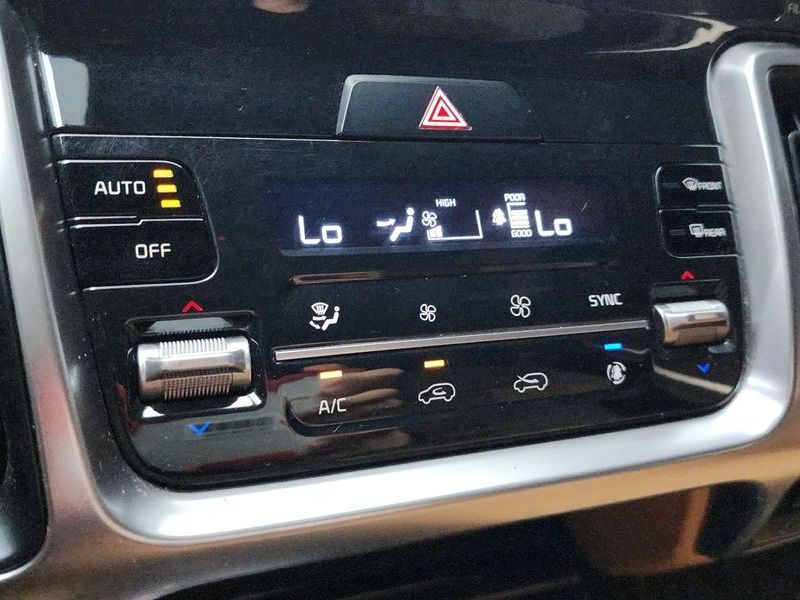 AUTO
OFF
Lo
HIGH
POOR
GOOD
Lo
FRONT
REAR
SYNC
A/C